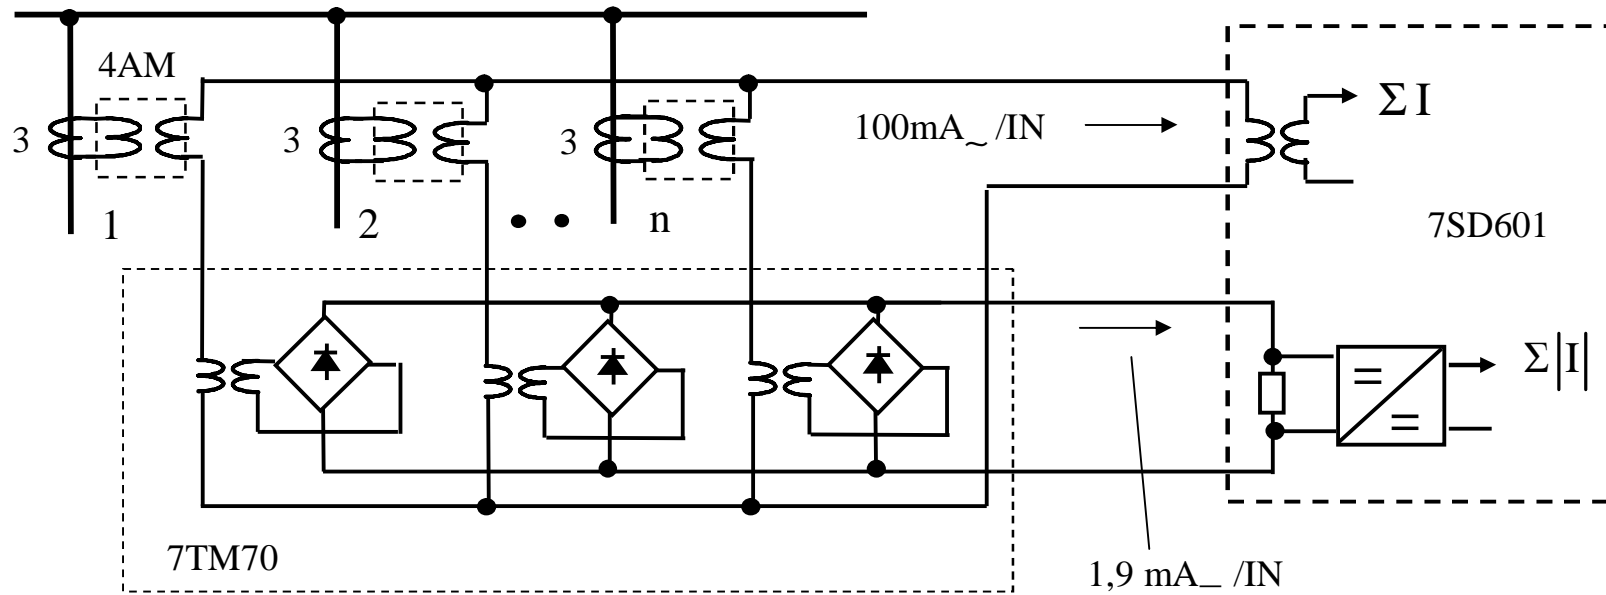 4AM
ΣI
3
3
3
100mA~ /IN
1
2
n
7SD601
Σ|I|
7TM70
1,9 mA_ /IN